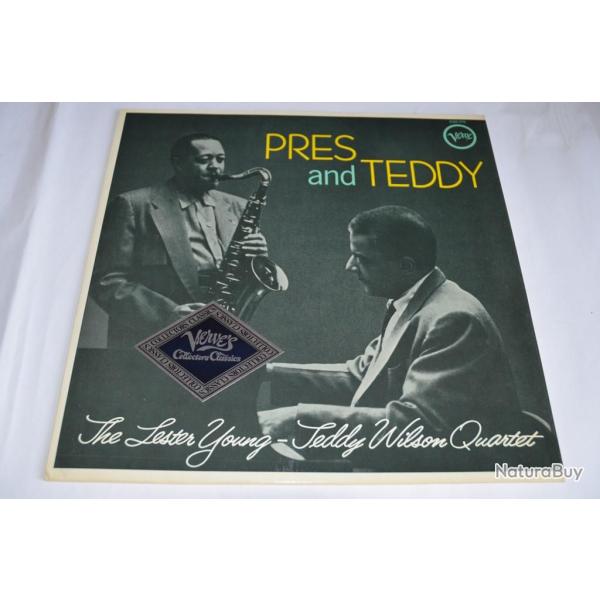 PRES
and TEDDY
Verve
Verve's
Collectors Classics
The Lester Young - Teddy Wilson Quartet
NaturaBuy